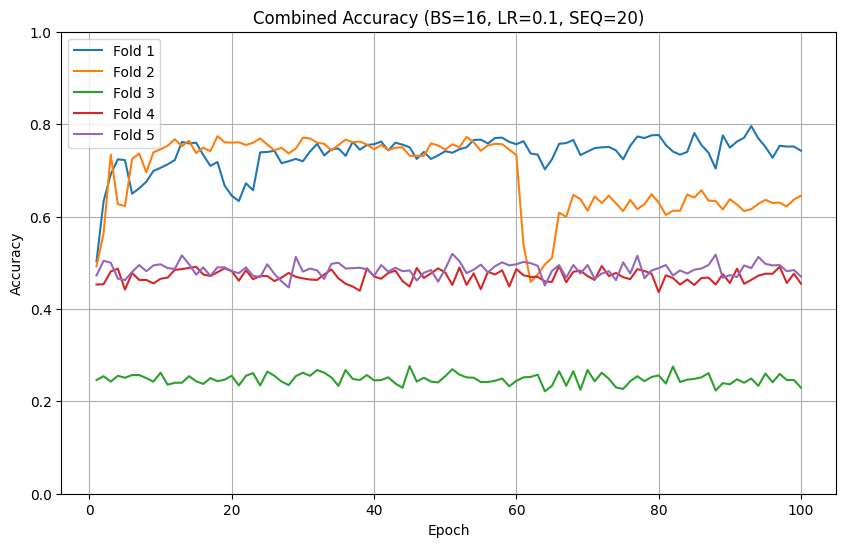 Combined Accuracy (BS=16, LR=0.1, SEQ=20)
Fold 1
Fold 2
Fold 3
Fold 4
Fold 5
1.0
0.8
0.6
0.4
0.2
0.0
Accuracy
0 20 40 60 80 100
Epoch